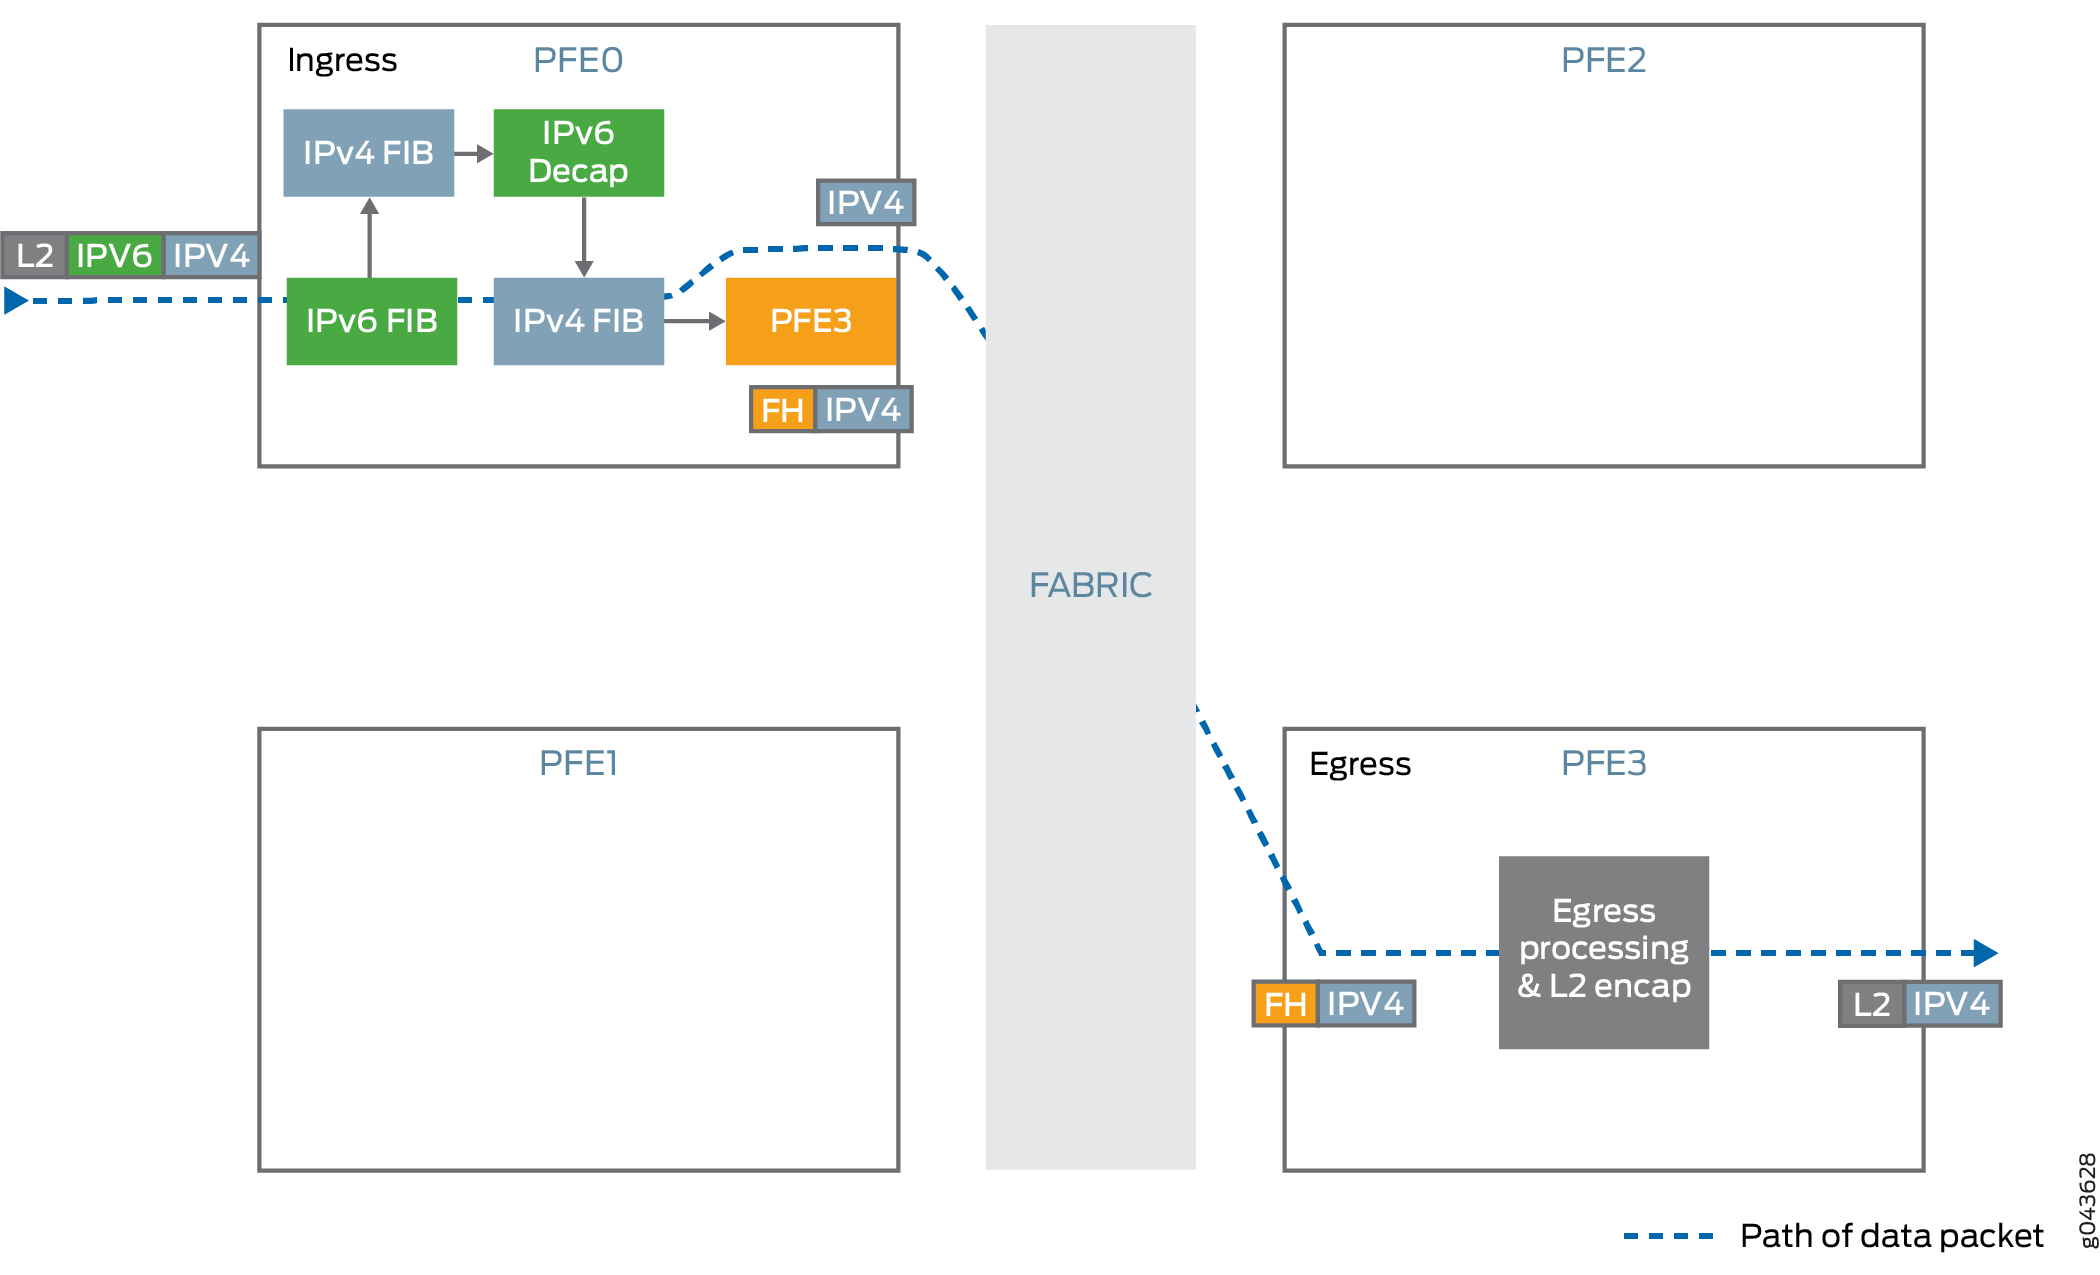 Ingress
PFE0
IPv4 FIB
IPv6
Decap
IPV4
L2
IPV6
IPV4
IPv6 FIB
IPv4 FIB
PFE3
FH
IPV4
PFE2
FABRIC
PFE1
Egress
PFE3
Egress
processing
& L2 encap
FH
IPV4
L2
IPV4
Path of data packet
g043628